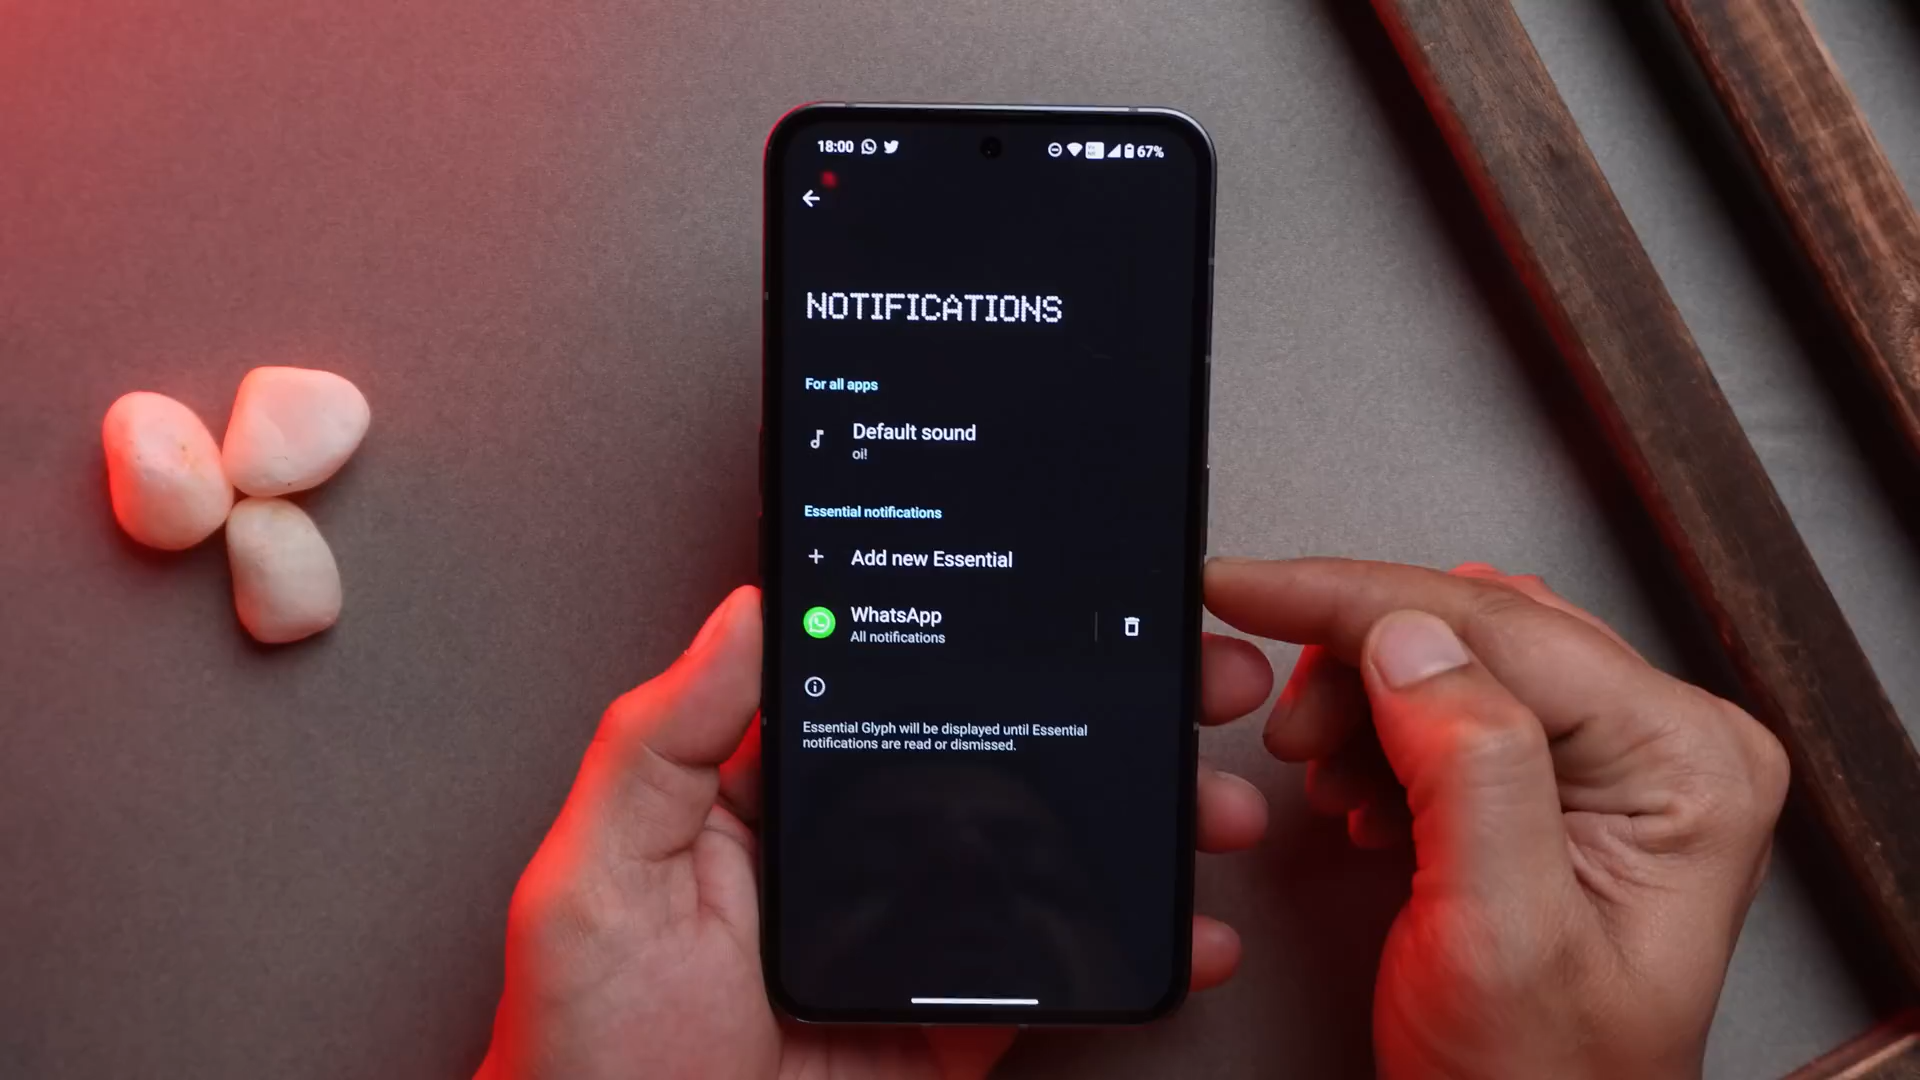 18:00 67%
NOTIFICATIONS
For all apps
Default sound
oi!
Essential notifications
Add new Essential
WhatsApp
All notifications
Essential Glyph will be displayed until Essential
notifications are read or dismissed.